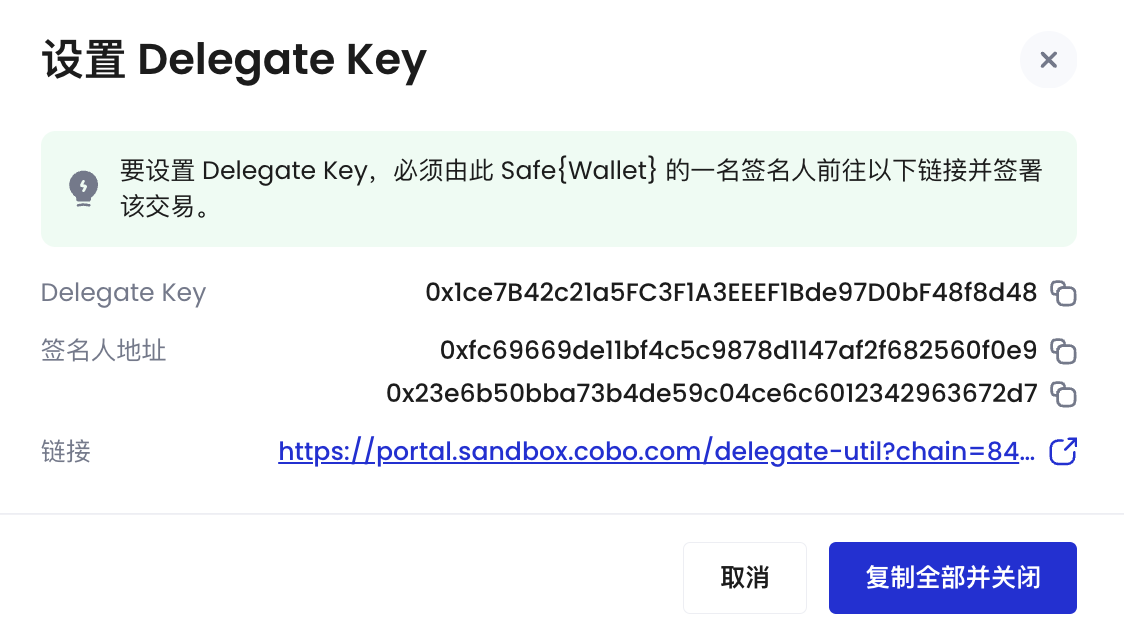 设置 Delegate Key
要设置 Delegate Key，必须由此 Safe{Wallet} 的一名签名人前往以下链接并签署
该交易。
Delegate Key 0x1ce7B42c21a5FC3F1A3EEEF1Bde97D0bF48f8d48
签名人地址 0xfc69669de11bf4c5c9878d1147af2f682560f0e9
0x23e6b50bba73b4de59c04ce6c6012342963672d7
链接 https://portal.sandbox.cobo.com/delegate-util?chain=84...
取消 复制全部并关闭